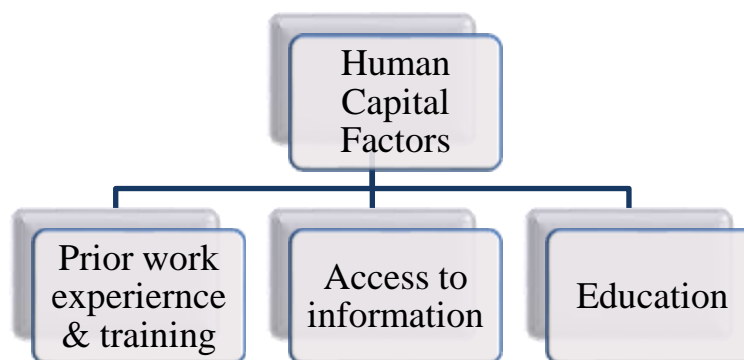 Human
Capital
Factors
Prior work
experiernce
& training
Access to
information
Education